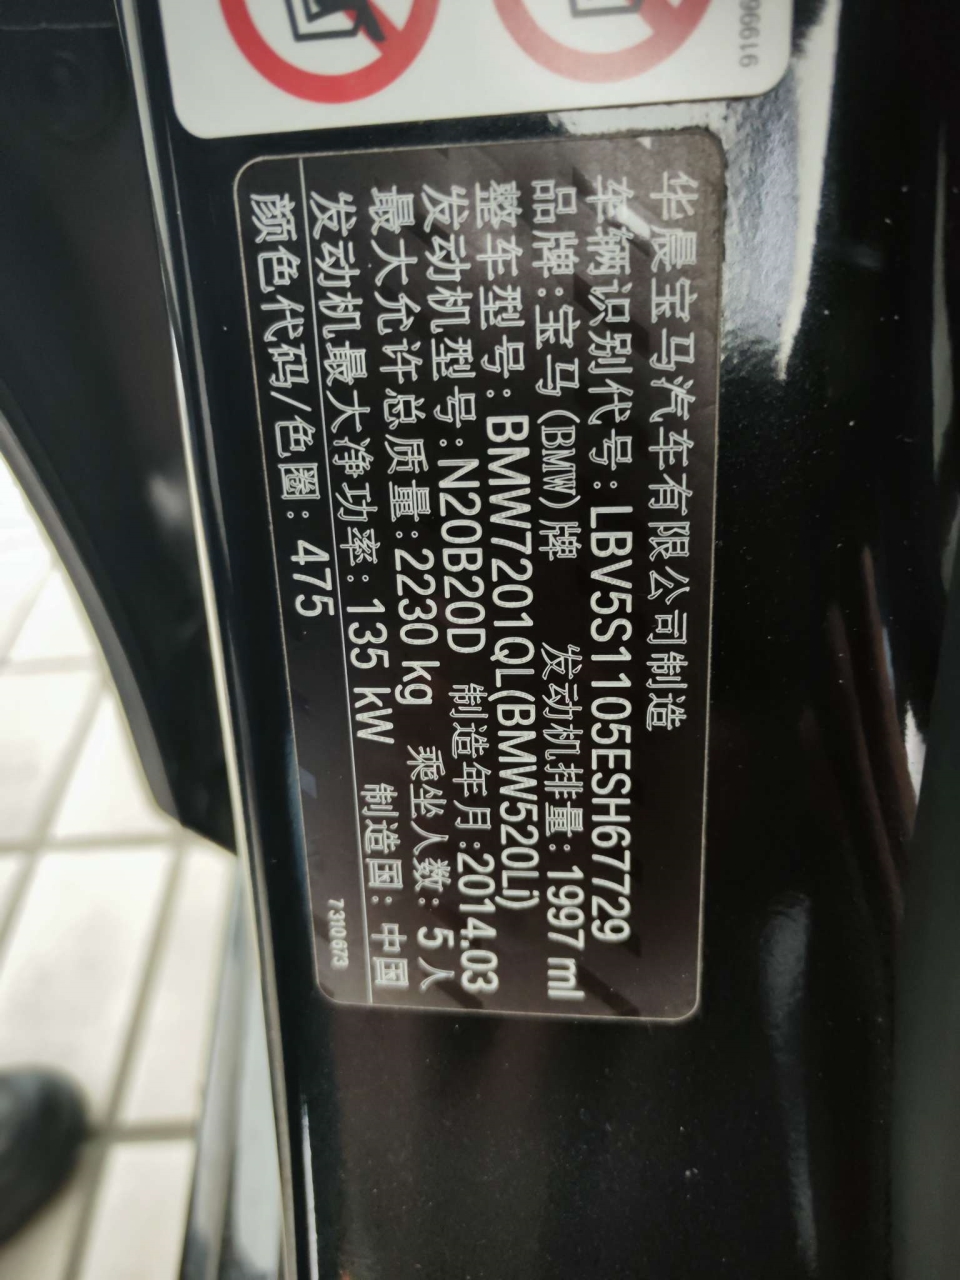 91996
华晨宝马汽车有限公司制造
车辆识别代号:LBV5S1105ESH67729
品牌:宝马(BMW)牌 发动机排量:1997 ml
整车型号:BMW7201QL(BMW520Li)
发动机型号:N20B20D 制造年月:2014.03
最大允许总质量:2230 kg 乘坐人数:5人
发动机最大净功率:135 kW 制造国:中国
颜色代码/色圈:475 7310673